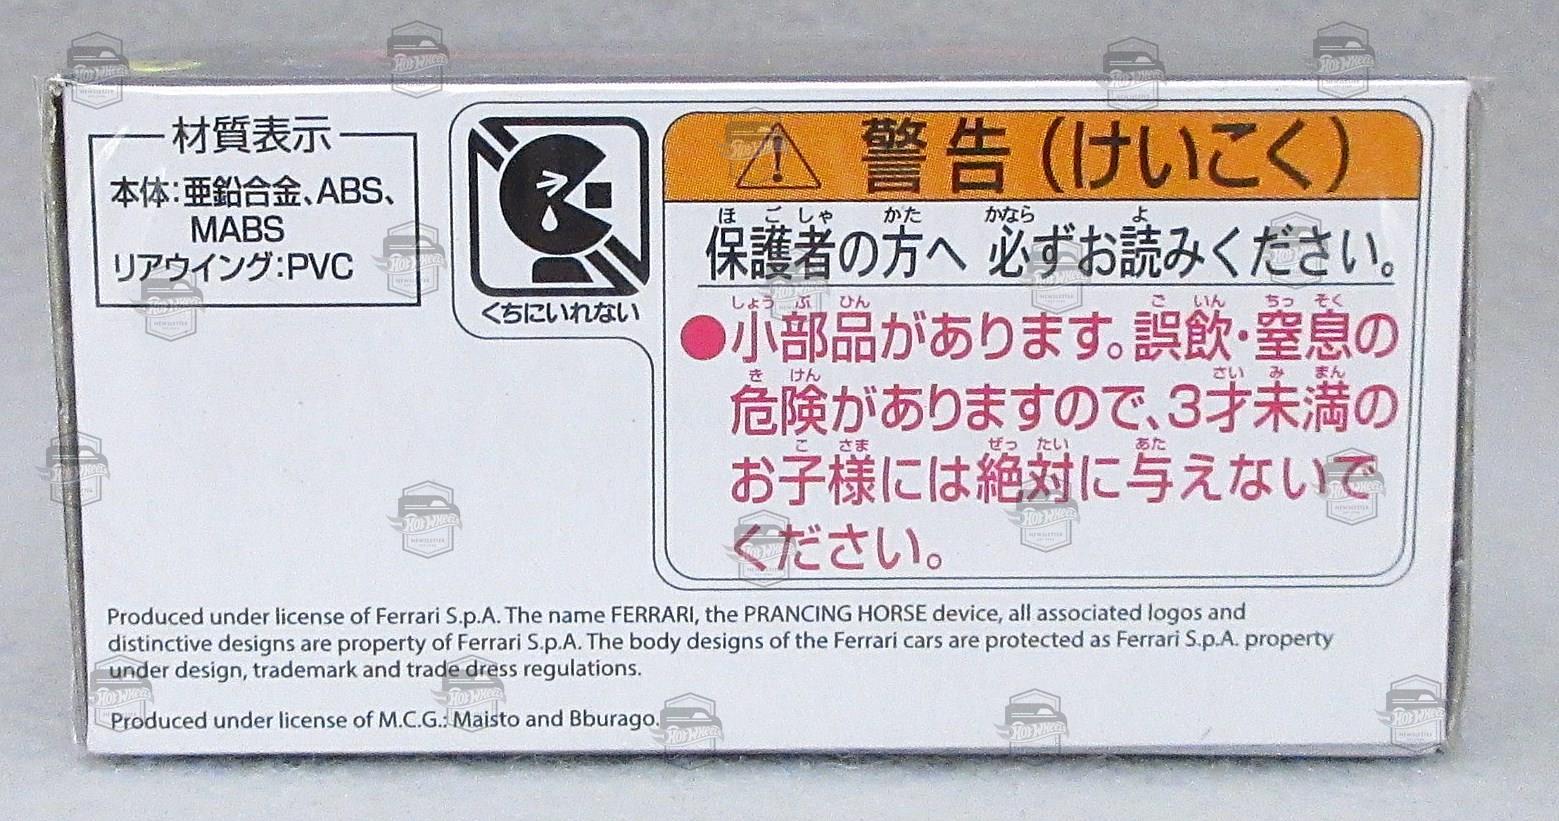 材質表示
本体:亜鉛合金、ABS、
MABS
リアウイング:PVC
くちにいれない
警告(けいこく)
ほ ご しゃ かた かなら よ
保護者の方へ 必ずお読みください。
しょう ぶ ひん ご いん ちっ そく
●小部品があります。誤飲・窒息の
き けん さい み まん
危険がありますので、3才未満の
こ さま ぜっ たい あた
お子様には絶対に与えないで
ください。
Produced under license of Ferrari S.p.A. The name FERRARI, the PRANCING HORSE device, all associated logos and
distinctive designs are property of Ferrari S.p.A. The body designs of the Ferrari cars are protected as Ferrari S.p.A. property
under design, trademark and trade dress regulations.
Produced under license of M.C.G.: Maisto and Bburago.
Hot Wheels
NEWSLETTER